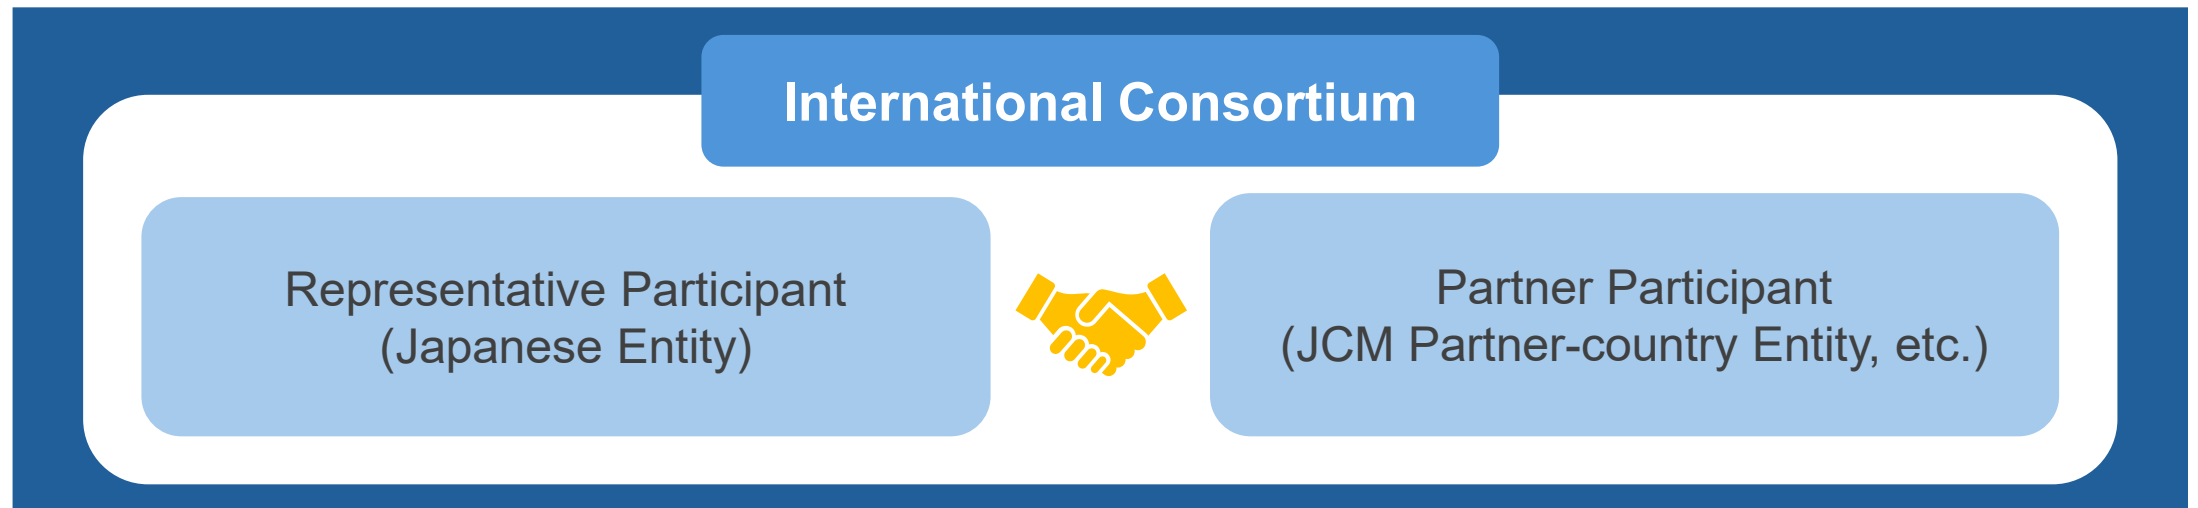 International Consortium
Representative Participant
(Japanese Entity)
Partner Participant
(JCM Partner-country Entity, etc.)